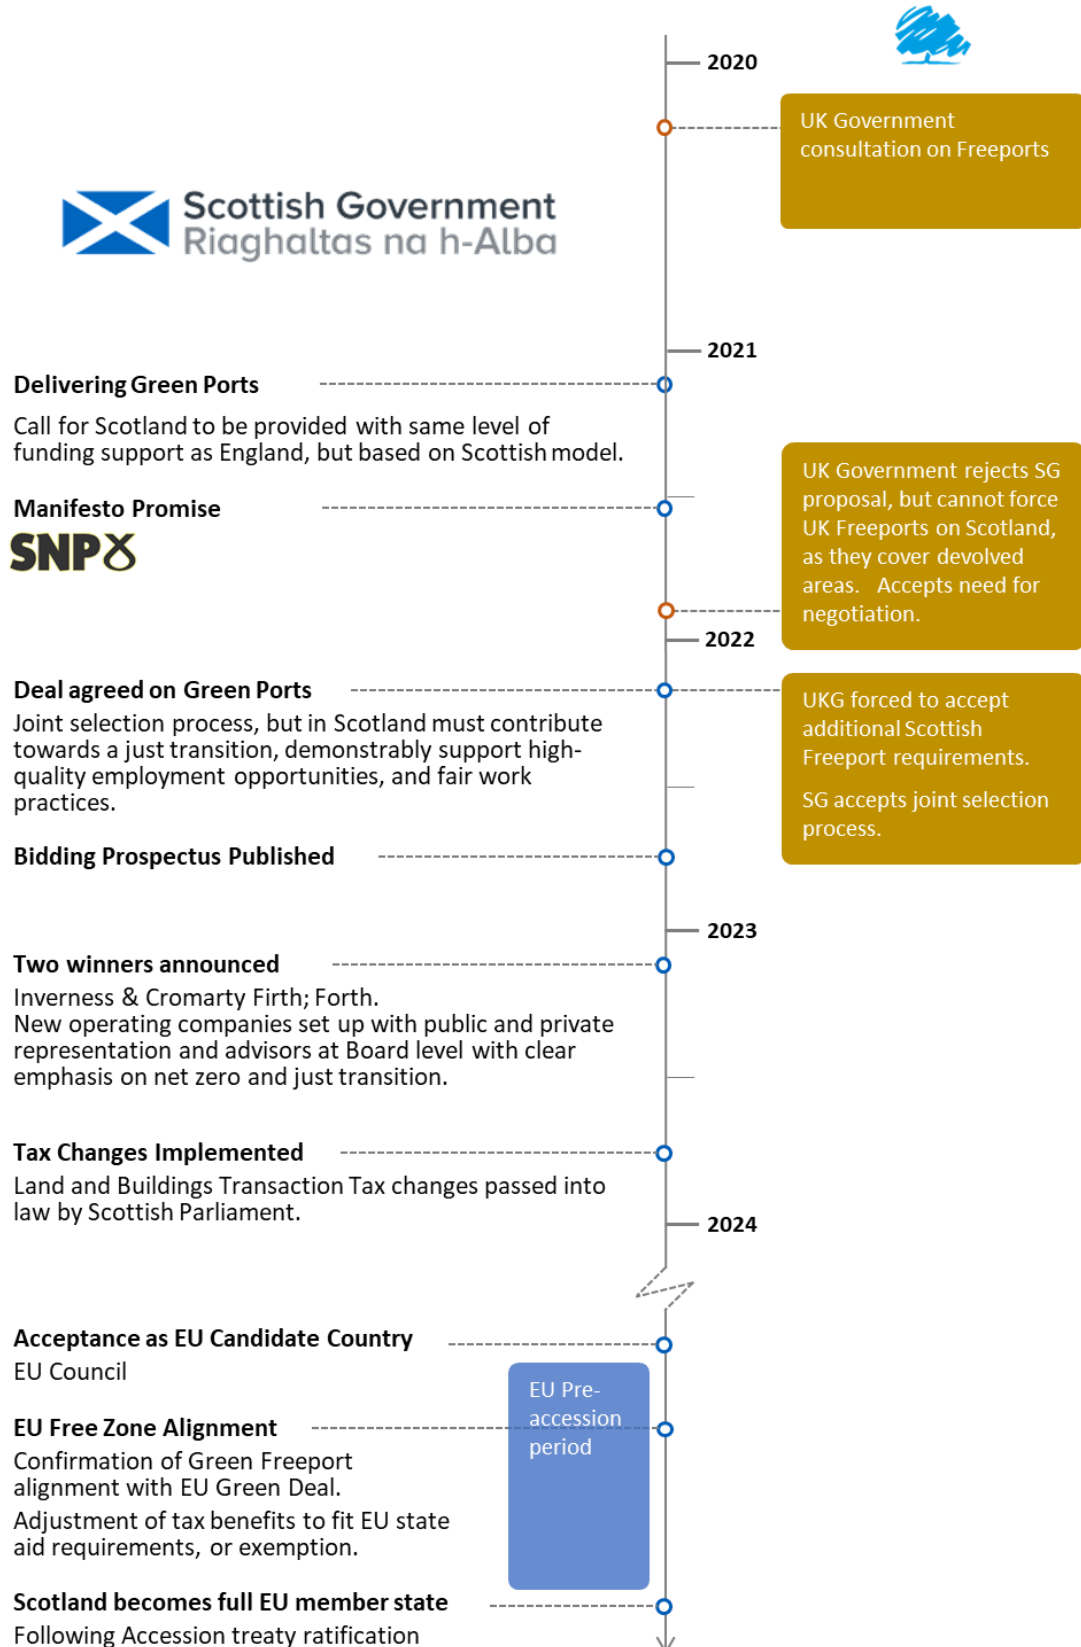 2020
UK Government
consultation on Freeports
Scottish Government
Riaghaltas na h-Alba
2021
Delivering Green Ports
Call for Scotland to be provided with same level of
funding support as England, but based on Scottish model.
UK Government rejects SG
proposal, but cannot force
UK Freeports on Scotland,
as they cover devolved
areas. Accepts need for
negotiation.
Manifesto Promise
SNP
2022
Deal agreed on Green Ports
Joint selection process, but in Scotland must contribute
towards a just transition, demonstrably support high-
quality employment opportunities, and fair work
practices.
UKG forced to accept
additional Scottish
Freeport requirements.
SG accepts joint selection
process.
Bidding Prospectus Published
2023
Two winners announced
Inverness & Cromarty Firth; Forth.
New operating companies set up with public and private
representation and advisors at Board level with clear
emphasis on net zero and just transition.
Tax Changes Implemented
Land and Buildings Transaction Tax changes passed into
law by Scottish Parliament.
2024
Acceptance as EU Candidate Country
EU Council
EU Pre-
accession
period
EU Free Zone Alignment
Confirmation of Green Freeport
alignment with EU Green Deal.
Adjustment of tax benefits to fit EU state
aid requirements, or exemption.
Scotland becomes full EU member state
Following Accession treaty ratification